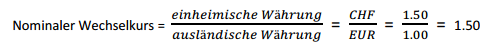 Nominaler Wechselkurs = einheimische Währung / ausländische Währung = CHF / EUR = 1.50 / 1.00 = 1.50